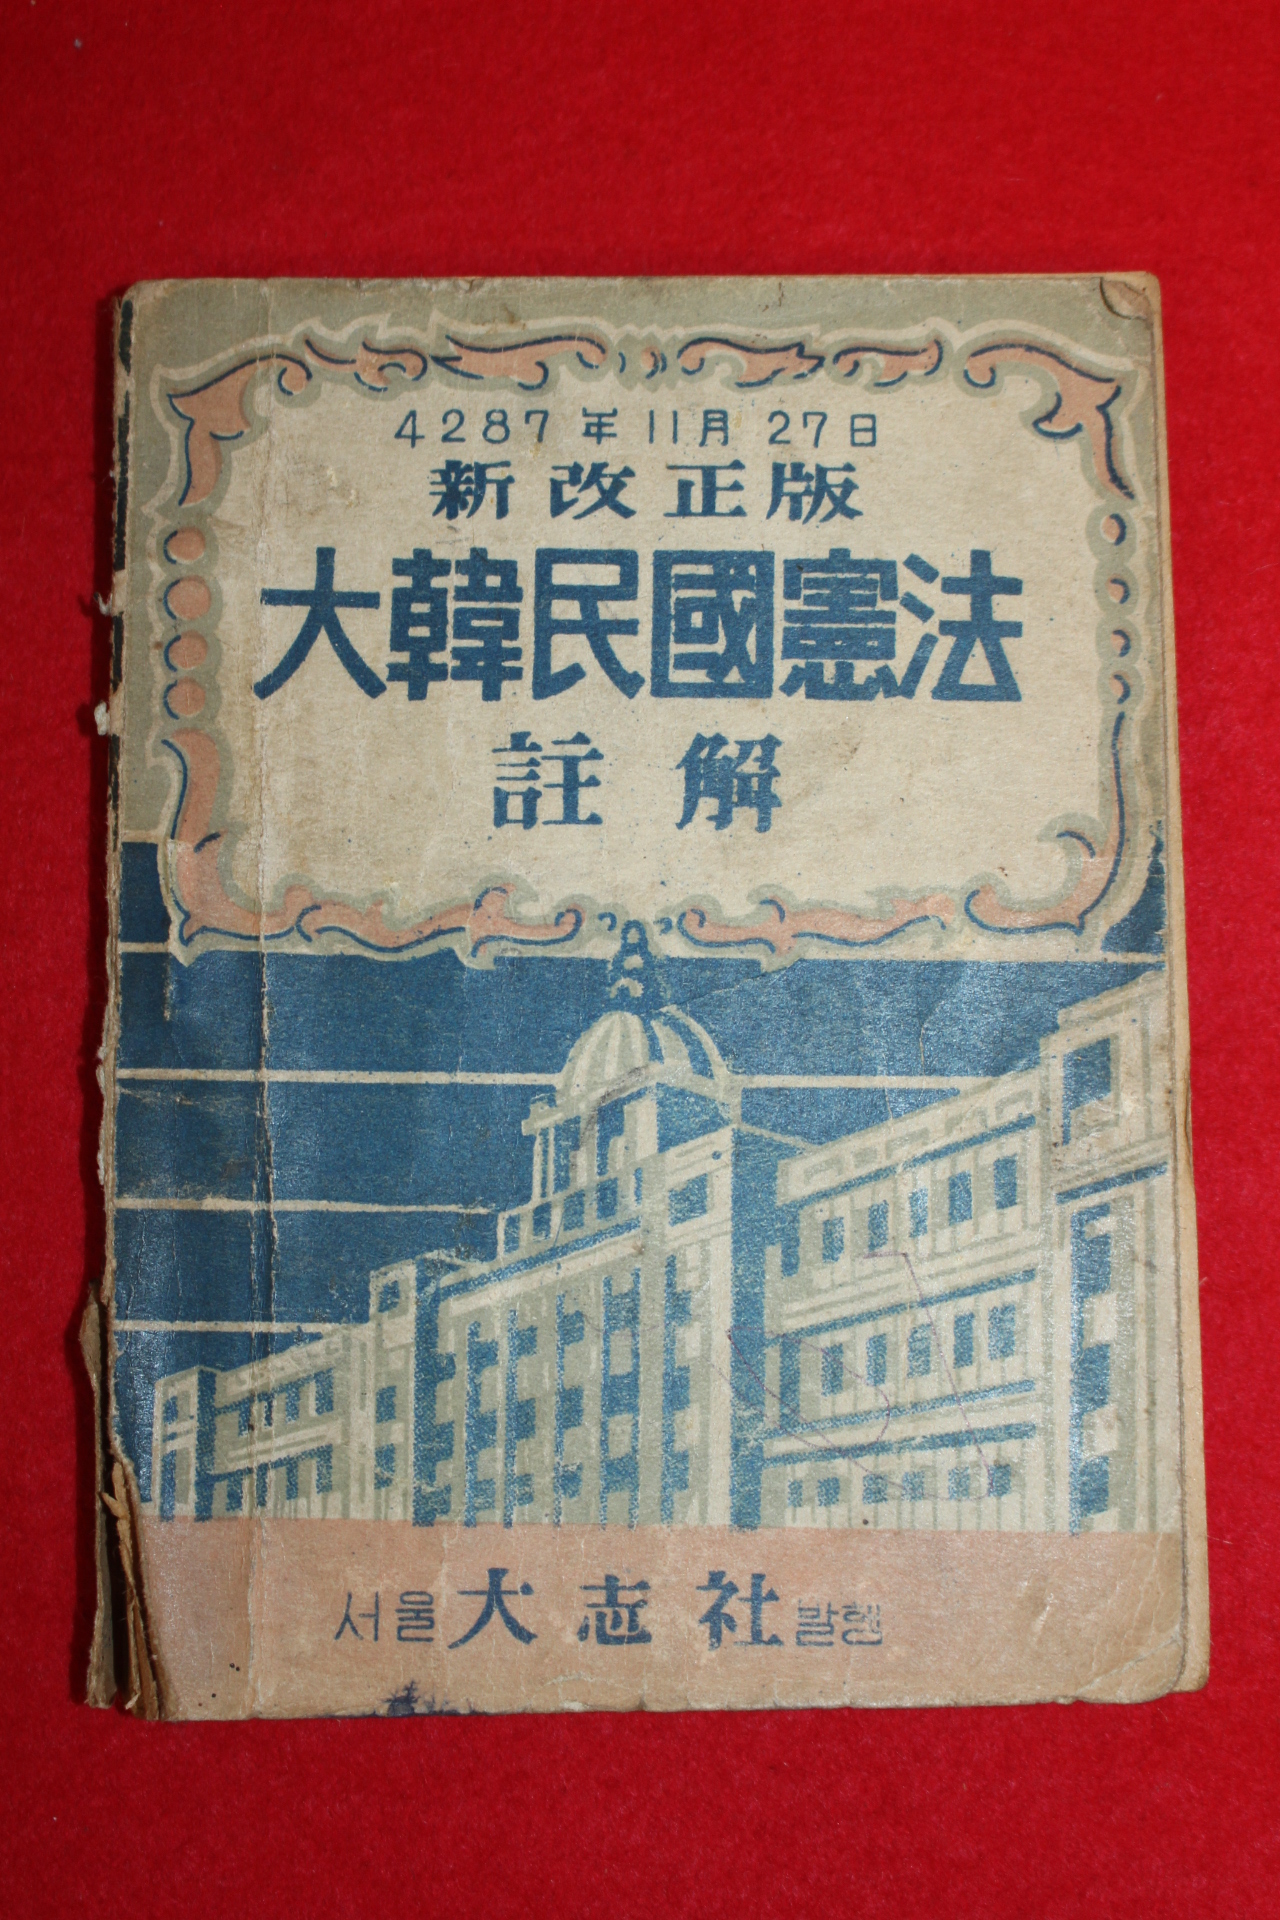 4287年11月27日
新改正版
大韓民國憲法
註解
서울 大志社 발행